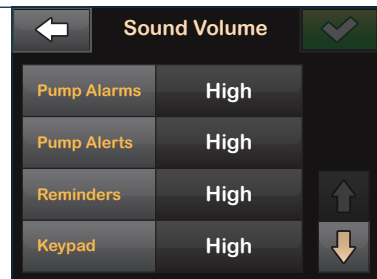 Sound Volume
Pump Alarms High
Pump Alerts High
Reminders High
Keypad High